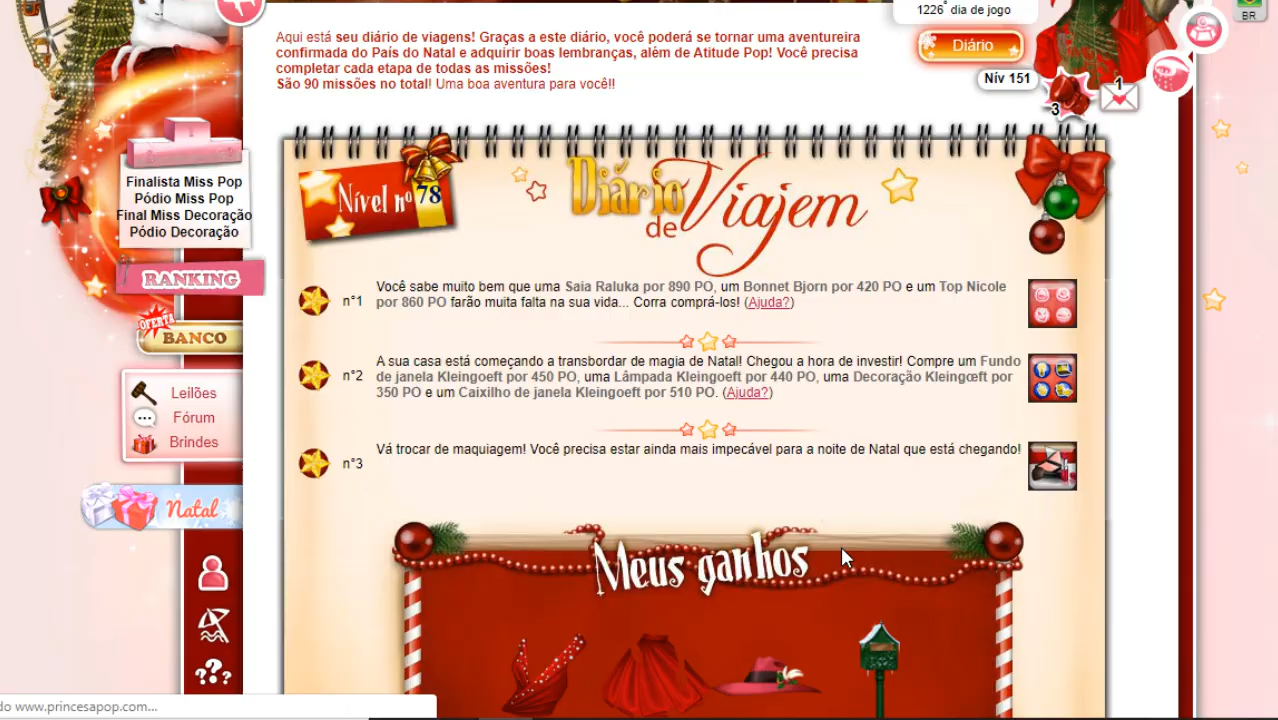 1226° dia de jogo
BR
Aqui está seu diário de viagens! Graças a este diário, você poderá se tornar uma aventureira
confirmada do País do Natal e adquirir boas lembranças, além de Atitude Pop! Você precisa
completar cada etapa de todas as missões!
São 90 missões no total! Uma boa aventura para você!!
Diário
Nív 151
1
3
Finalista Miss Pop
Pódio Miss Pop
Final Miss Decoração
Pódio Decoração
RANKING
OFERTA
BANCO
Leilões
Fórum
Brindes
Natal
Nível nº 78
Diário
de Viajem
n°1
Você sabe muito bem que uma Saia Raluka por 890 PO, um Bonnet Bjorn por 420 PO e um Top Nicole
por 860 PO farão muita falta na sua vida... Corra comprá-los! (Ajuda?)
n°2
A sua casa está começando a transbordar de magia de Natal! Chegou a hora de investir! Compre um Fundo
de janela Kleingoeft por 450 PO, uma Lâmpada Kleingoeft por 440 PO, uma Decoração Kleingœft por
350 PO e um Caixilho de janela Kleingoeft por 510 PO. (Ajuda?)
n°3
Vá trocar de maquiagem! Você precisa estar ainda mais impecável para a noite de Natal que está chegando!
Meus ganhos
???
do www.princesapop.com...